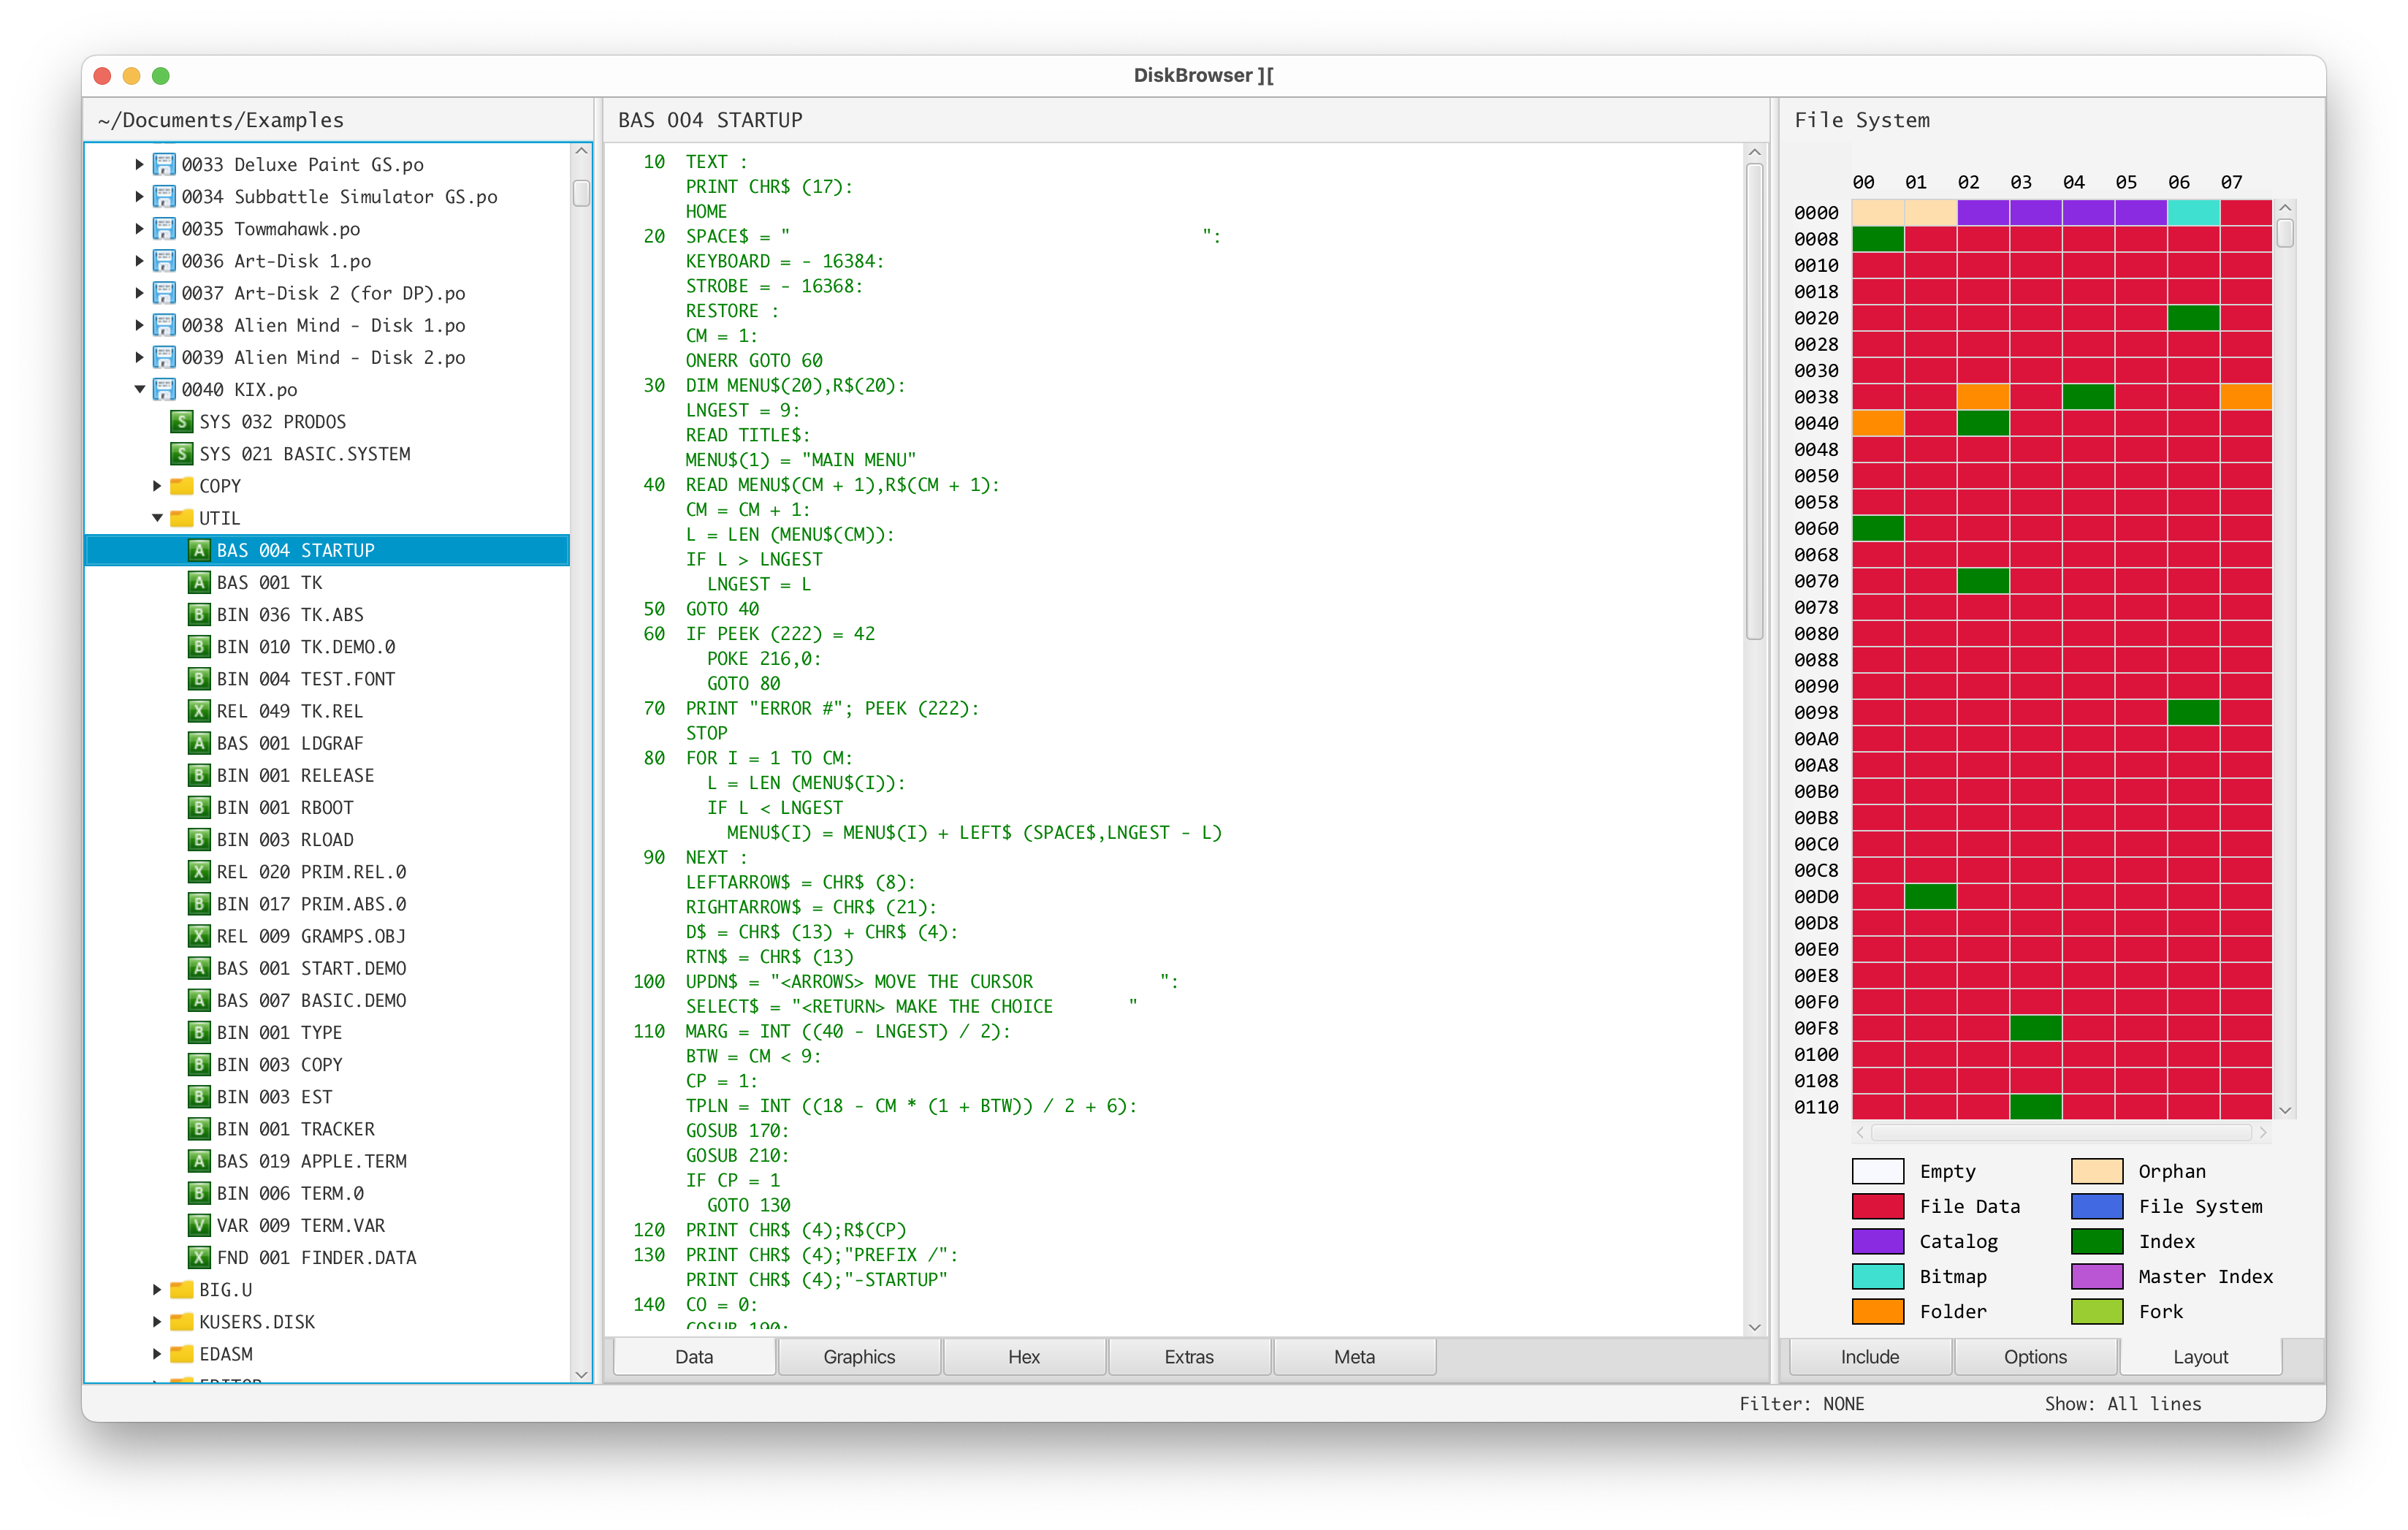 DiskBrowser ][
~/Documents/Examples
0033 Deluxe Paint GS.po
0034 Subbattle Simulator GS.po
0035 Towmahawk.po
0036 Art-Disk 1.po
0037 Art-Disk 2 (for DP).po
0038 Alien Mind - Disk 1.po
0039 Alien Mind - Disk 2.po
0040 KIX.po
S SYS 032 PRODOS
S SYS 021 BASIC.SYSTEM
COPY
UTIL
A BAS 004 STARTUP
A BAS 001 TK
B BIN 036 TK.ABS
B BIN 010 TK.DEMO.0
B BIN 004 TEST.FONT
X REL 049 TK.REL
A BAS 001 LDGRAF
B BIN 001 RELEASE
B BIN 001 RBOOT
B BIN 003 RLOAD
X REL 020 PRIM.REL.0
B BIN 017 PRIM.ABS.0
X REL 009 GRAMPS.OBJ
A BAS 001 START.DEMO
A BAS 007 BASIC.DEMO
B BIN 001 TYPE
B BIN 003 COPY
B BIN 003 EST
B BIN 001 TRACKER
A BAS 019 APPLE.TERM
B BIN 006 TERM.0
V VAR 009 TERM.VAR
X FND 001 FINDER.DATA
BIG.U
KUSERS.DISK
EDASM
EDITOR
BAS 004 STARTUP
10 TEXT :
PRINT CHR$ (17):
HOME
20 SPACE$ = "                                       ":
KEYBOARD = - 16384:
STROBE = - 16368:
RESTORE :
CM = 1:
ONERR GOTO 60
30 DIM MENU$(20),R$(20):
LNGEST = 9:
READ TITLE$:
MENU$(1) = "MAIN MENU"
40 READ MENU$(CM + 1),R$(CM + 1):
CM = CM + 1:
L = LEN (MENU$(CM)):
IF L > LNGEST
LNGEST = L
50 GOTO 40
60 IF PEEK (222) = 42
POKE 216,0:
GOTO 80
70 PRINT "ERROR #"; PEEK (222):
STOP
80 FOR I = 1 TO CM:
L = LEN (MENU$(I)):
IF L < LNGEST
MENU$(I) = MENU$(I) + LEFT$ (SPACE$,LNGEST - L)
90 NEXT :
LEFTARROW$ = CHR$ (8):
RIGHTARROW$ = CHR$ (21):
D$ = CHR$ (13) + CHR$ (4):
RTN$ = CHR$ (13)
100 UPDN$ = "<ARROWS> MOVE THE CURSOR            ":
SELECT$ = "<RETURN> MAKE THE CHOICE       "
110 MARG = INT ((40 - LNGEST) / 2):
BTW = CM < 9:
CP = 1:
TPLN = INT ((18 - CM * (1 + BTW)) / 2 + 6):
GOSUB 170:
GOSUB 210:
IF CP = 1
GOTO 130
120 PRINT CHR$ (4);R$(CP)
130 PRINT CHR$ (4);"PREFIX /":
PRINT CHR$ (4);"-STARTUP"
140 CO = 0:
GOSUB 190:
Data Graphics Hex Extras Meta
File System
00 01 02 03 04 05 06 07
0000
0008
0010
0018
0020
0028
0030
0038
0040
0048
0050
0058
0060
0068
0070
0078
0080
0088
0090
0098
00A0
00A8
00B0
00B8
00C0
00C8
00D0
00D8
00E0
00E8
00F0
00F8
0100
0108
0110
Empty Orphan
File Data File System
Catalog Index
Bitmap Master Index
Folder Fork
Include Options Layout
Filter: NONE Show: All lines